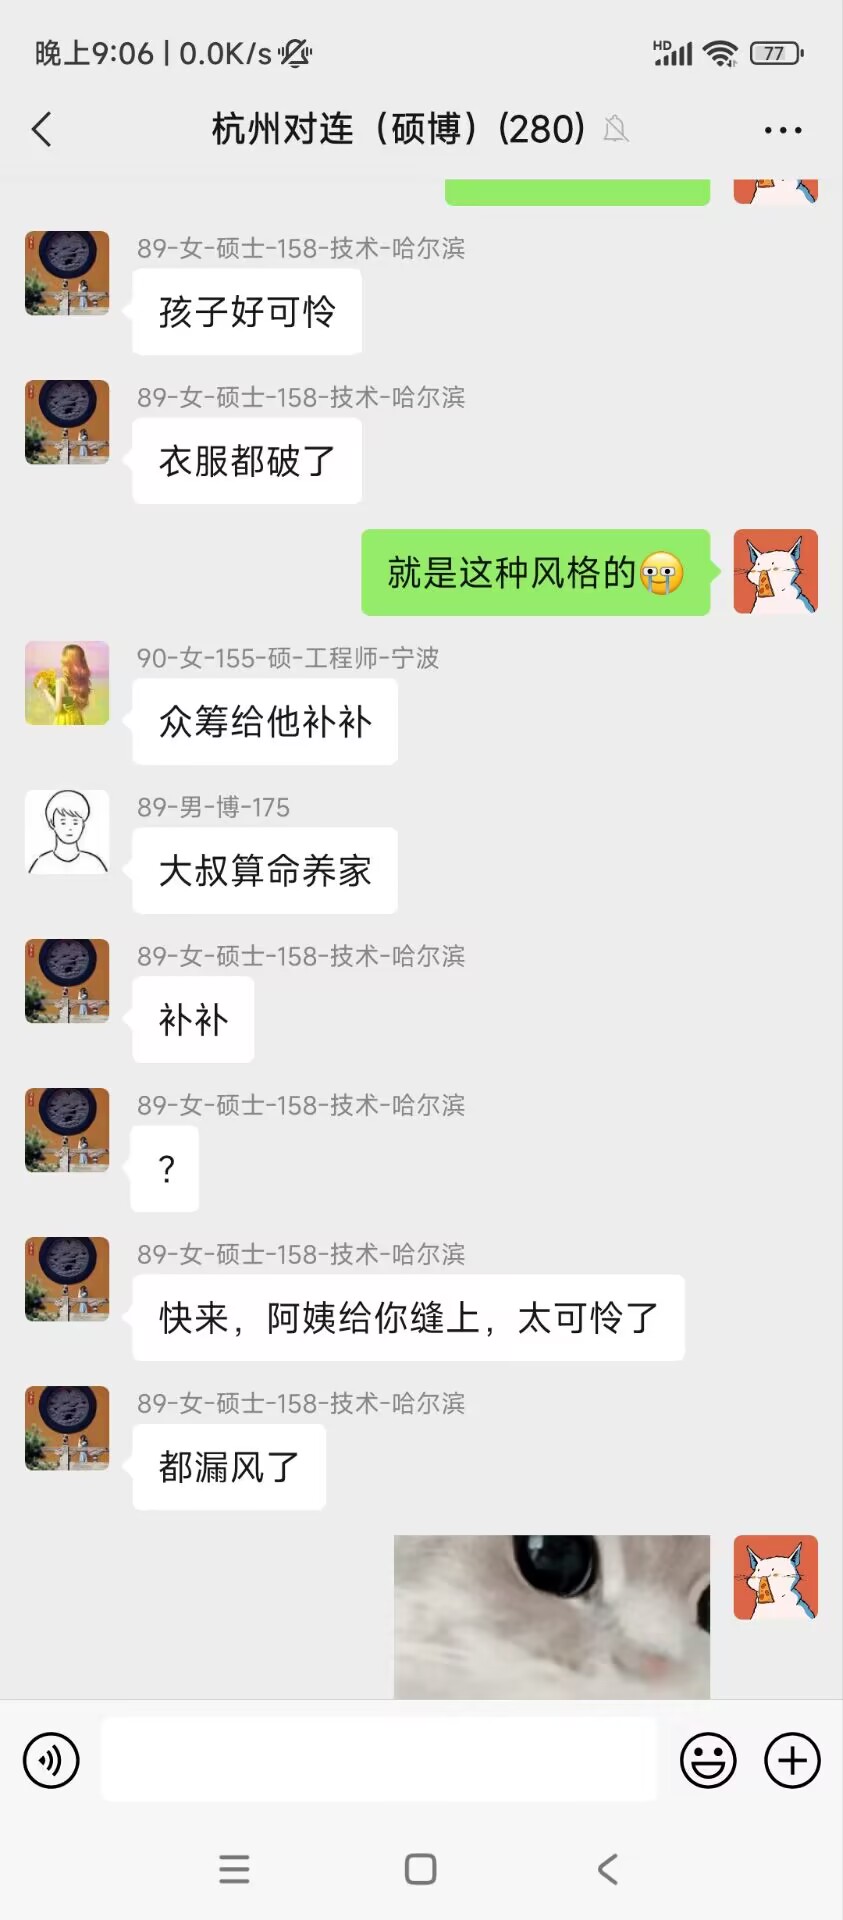 晚上9:06 | 0.0K/s
HD
77
杭州对连（硕博）(280)
89-女-硕士-158-技术-哈尔滨
孩子好可怜
89-女-硕士-158-技术-哈尔滨
衣服都破了
就是这种风格的😭
90-女-155-硕-工程师-宁波
众筹给他补补
89-男-博-175
大叔算命养家
89-女-硕士-158-技术-哈尔滨
补补
89-女-硕士-158-技术-哈尔滨
？
89-女-硕士-158-技术-哈尔滨
快来，阿姨给你缝上，太可怜了
89-女-硕士-158-技术-哈尔滨
都漏风了